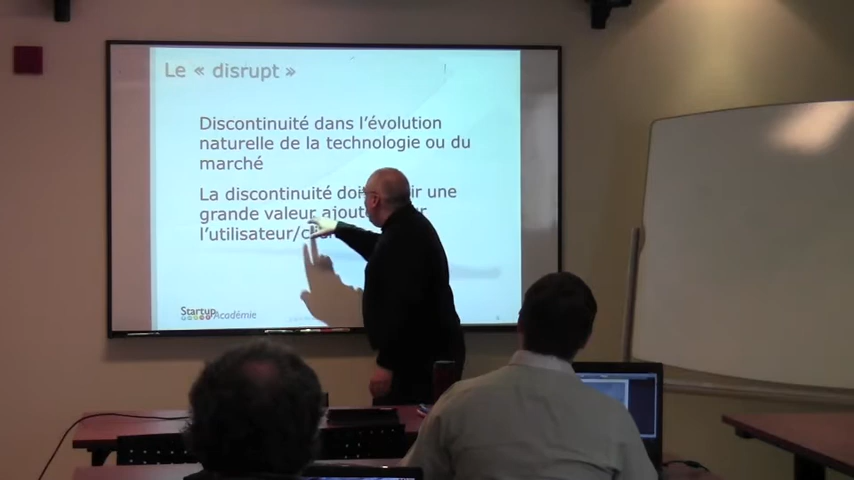 Le « disrupt »
Discontinuité dans l'évolution
naturelle de la technologie ou du
marché
La discontinuité une
grande valeur
l'utilisateur/
Startup Académie